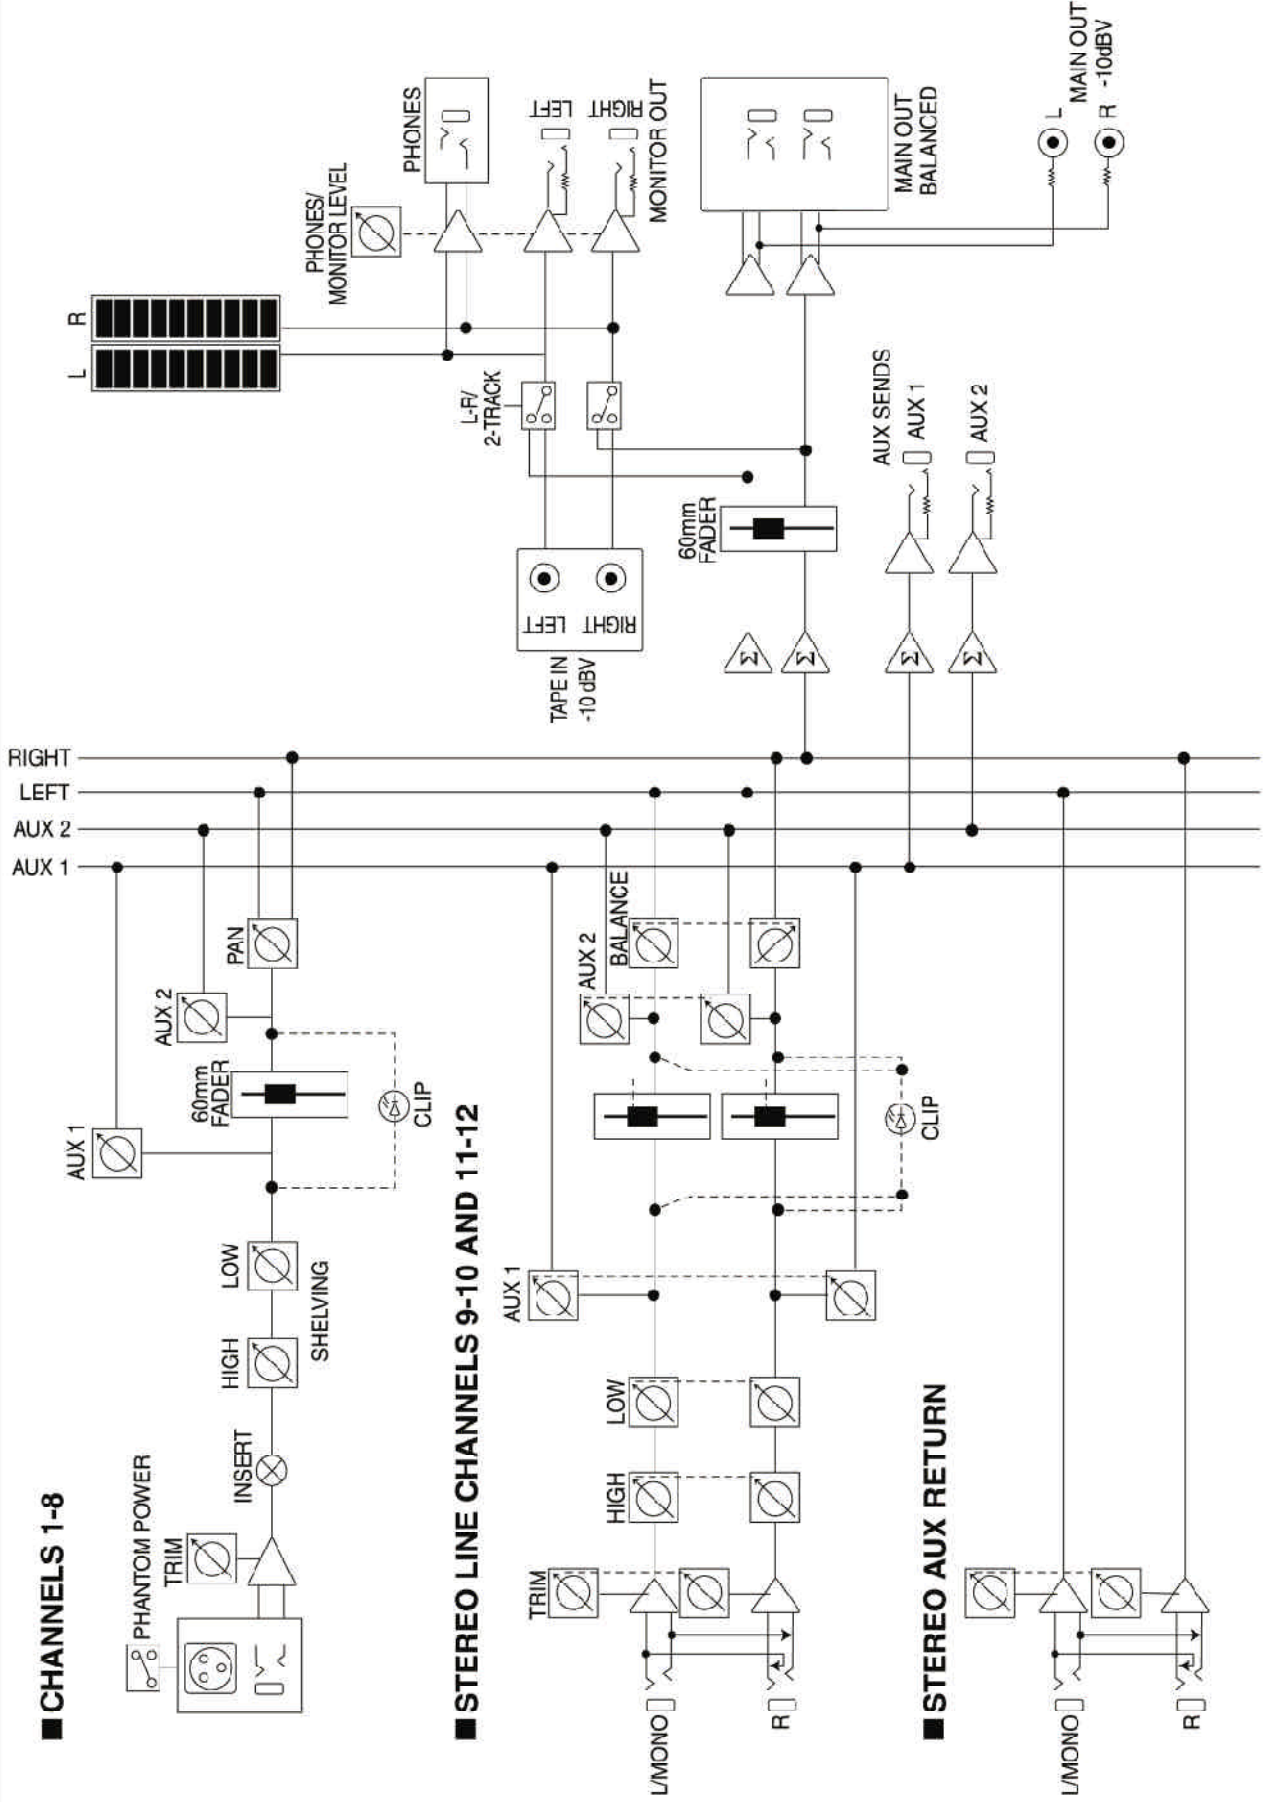 ■ CHANNELS 1-8
PHANTOM POWER
TRIM
INSERT
HIGH
LOW
SHELVING
AUX 1
60mm
FADER
CLIP
AUX 2
PAN
■ STEREO LINE CHANNELS 9-10 AND 11-12
L/MONO
R
TRIM
HIGH
LOW
AUX 1
CLIP
AUX 2
BALANCE
■ STEREO AUX RETURN
L/MONO
R
RIGHT
LEFT
AUX 2
AUX 1
Σ
Σ
Σ
Σ
TAPE IN
-10 dBV
LEFT
RIGHT
60mm
FADER
L-R/
2-TRACK
L
R
PHONES/
MONITOR LEVEL
PHONES
LEFT
RIGHT
MONITOR OUT
MAIN OUT
BALANCED
L
R
MAIN OUT
-10dBV
AUX SENDS
AUX 1
AUX 2